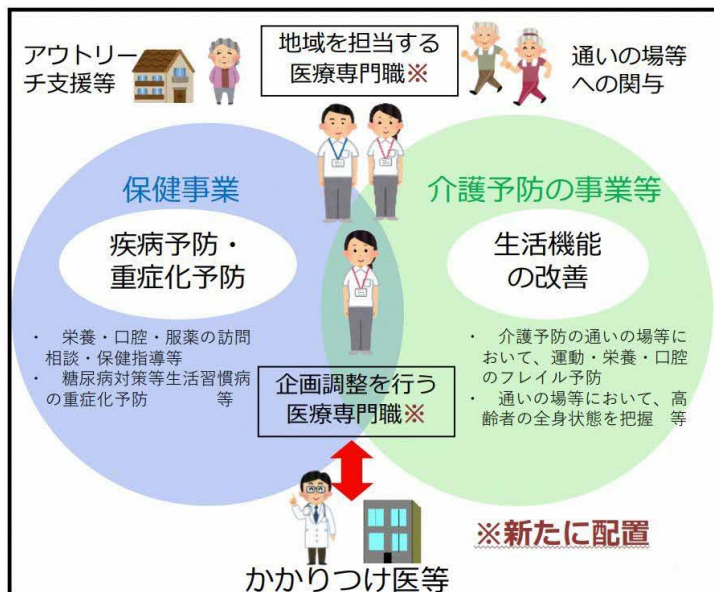 アウトリー
チ支援等
地域を担当する
医療専門職※
通いの場等
への関与
保健事業
介護予防の事業等
疾病予防・
重症化予防
生活機能
の改善
・ 栄養・口腔・服薬の訪問
相談・保健指導等
・ 糖尿病対策等生活習慣病
の重症化予防 等
・ 介護予防の通いの場等に
おいて、運動・栄養・口腔
のフレイル予防
・ 通いの場等において、高
齢者の全身状態を把握 等
企画調整を行う
医療専門職※
※新たに配置
かかりつけ医等